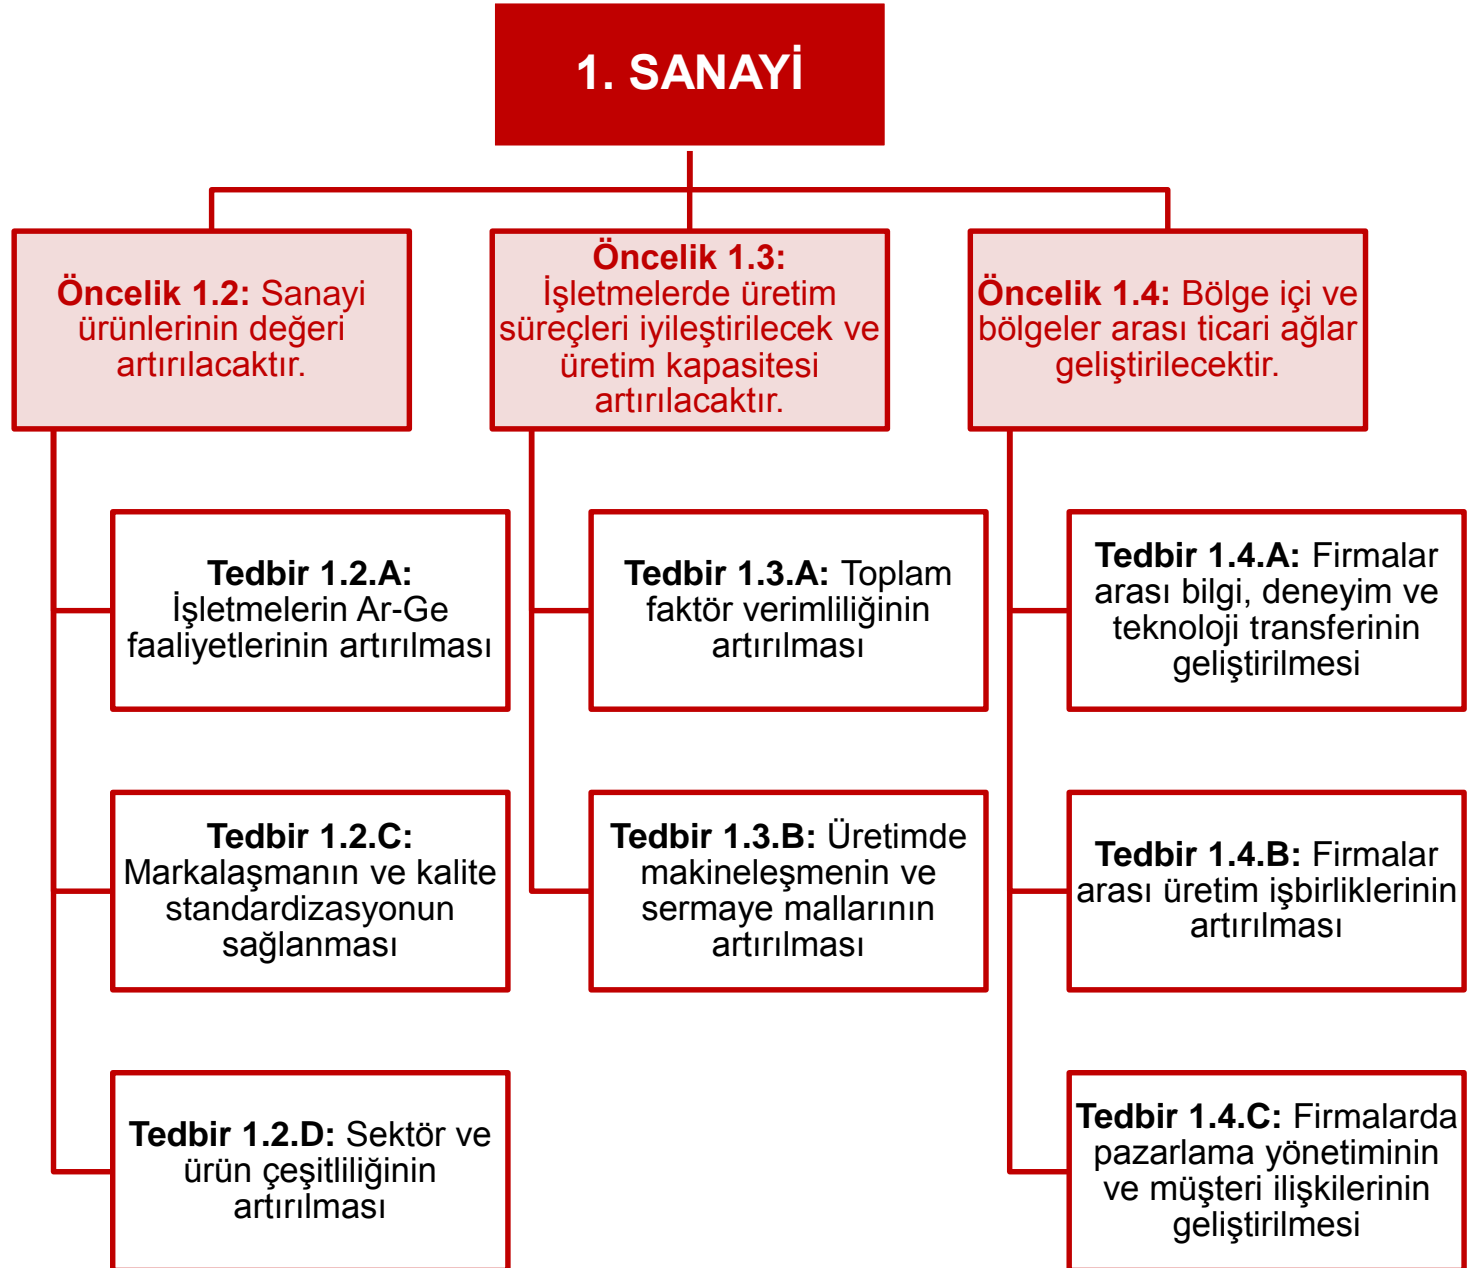 1. SANAYİ
Öncelik 1.2: Sanayi
ürünlerinin değeri
artırılacaktır.
Öncelik 1.3:
İşletmelerde üretim
süreçleri iyileştirilecek ve
üretim kapasitesi
artırılacaktır.
Öncelik 1.4: Bölge içi ve
bölgeler arası ticari ağlar
geliştirilecektir.
Tedbir 1.2.A:
İşletmelerin Ar-Ge
faaliyetlerinin artırılması
Tedbir 1.3.A: Toplam
faktör verimliliğinin
artırılması
Tedbir 1.4.A: Firmalar
arası bilgi, deneyim ve
teknoloji transferinin
geliştirilmesi
Tedbir 1.2.C:
Markalaşmanın ve kalite
standardizasyonun
sağlanması
Tedbir 1.3.B: Üretimde
makineleşmenin ve
sermaye mallarının
artırılması
Tedbir 1.4.B: Firmalar
arası üretim işbirliklerinin
artırılması
Tedbir 1.2.D: Sektör ve
ürün çeşitliliğinin
artırılması
Tedbir 1.4.C: Firmalarda
pazarlama yönetiminin
ve müşteri ilişkilerinin
geliştirilmesi